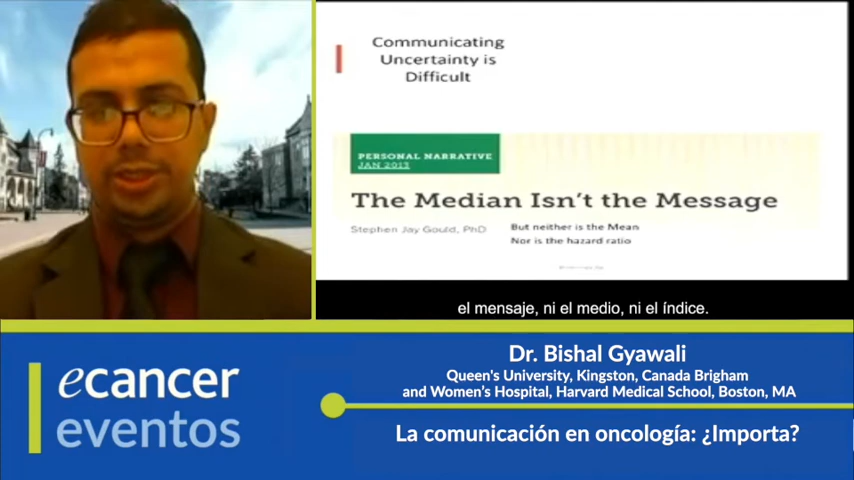 Communicating
Uncertainty is
Difficult
PERSONAL NARRATIVE
JAN 2013
The Median Isn't the Message
Stephen Jay Gould, PhD
But neither is the Mean
Nor is the hazard ratio
el mensaje, ni el medio, ni el índice.
ecancer
eventos
Dr. Bishal Gyawali
Queen's University, Kingston, Canada Brigham
and Women's Hospital, Harvard Medical School, Boston, MA
La comunicación en oncología: ¿Importa?